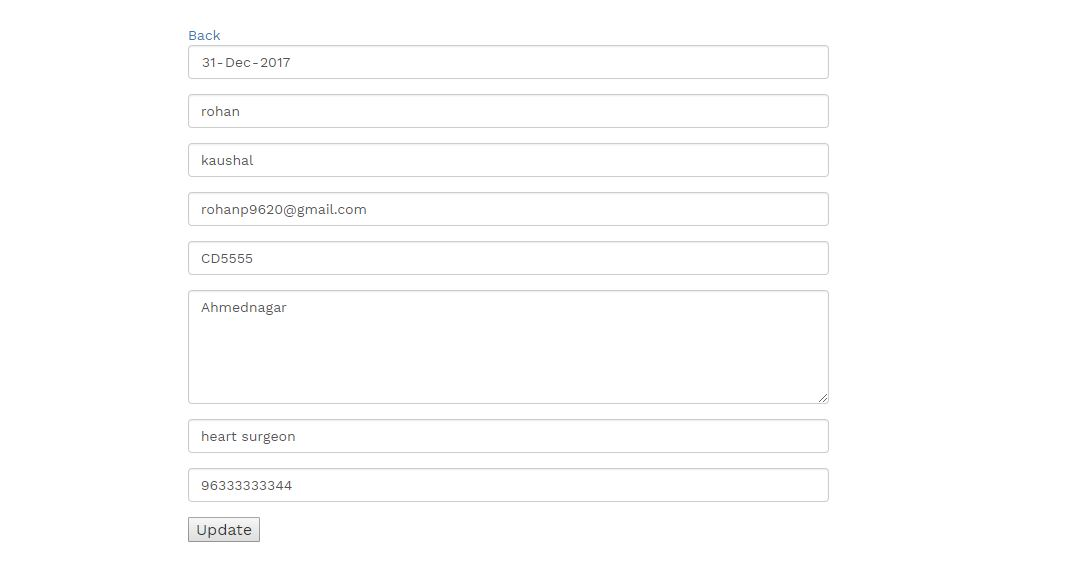 Back
31-Dec-2017
rohan
kaushal
rohanp9620@gmail.com
CD5555
Ahmednagar
heart surgeon
96333333344
Update